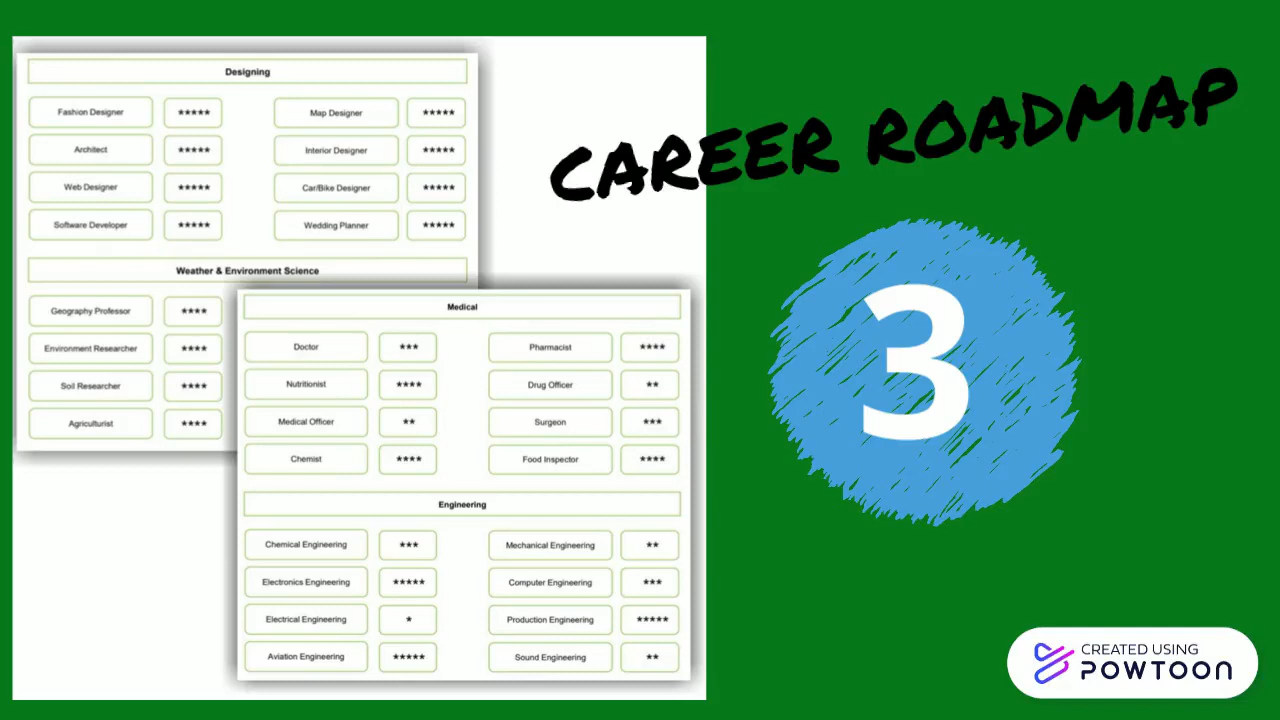 CAREER ROADMAP
Designing
Fashion Designer ***** Map Designer *****
Architect ***** Interior Designer *****
Web Designer ***** Car/Bike Designer *****
Software Developer ***** Wedding Planner *****
Weather & Environment Science
Geography Professor ****
Environment Researcher ****
Soil Researcher ****
Agriculturist ****
Medical
Doctor *** Pharmacist ****
Nutritionist **** Drug Officer **
Medical Officer ** Surgeon ***
Chemist **** Food Inspector ****
Engineering
Chemical Engineering *** Mechanical Engineering **
Electronics Engineering ***** Computer Engineering ***
Electrical Engineering * Production Engineering *****
Aviation Engineering ***** Sound Engineering **
3
CREATED USING
POWTOON